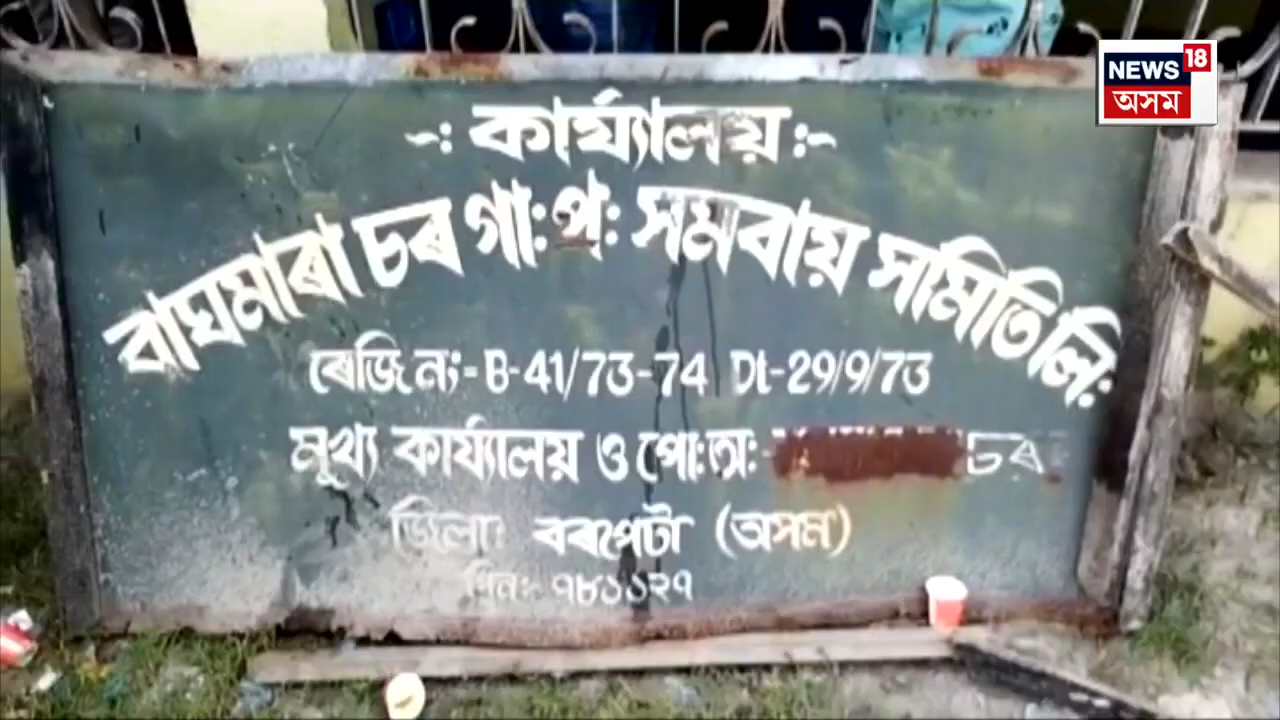 NEWS 18
অসম
-ঃ কাৰ্য্যালয় ঃ-
বাঘমাৰা চৰ গাঃ পঃ সমবায় সমিতি লিঃ
ৰেজি নং:- B-41/73-74 Dt-29/9/73
মূখ্য কাৰ্য্যালয় ও পোঃ অঃ- চৰ
জিলাঃ বৰপেটা (অসম)
পিনঃ ৭৮১১২৭